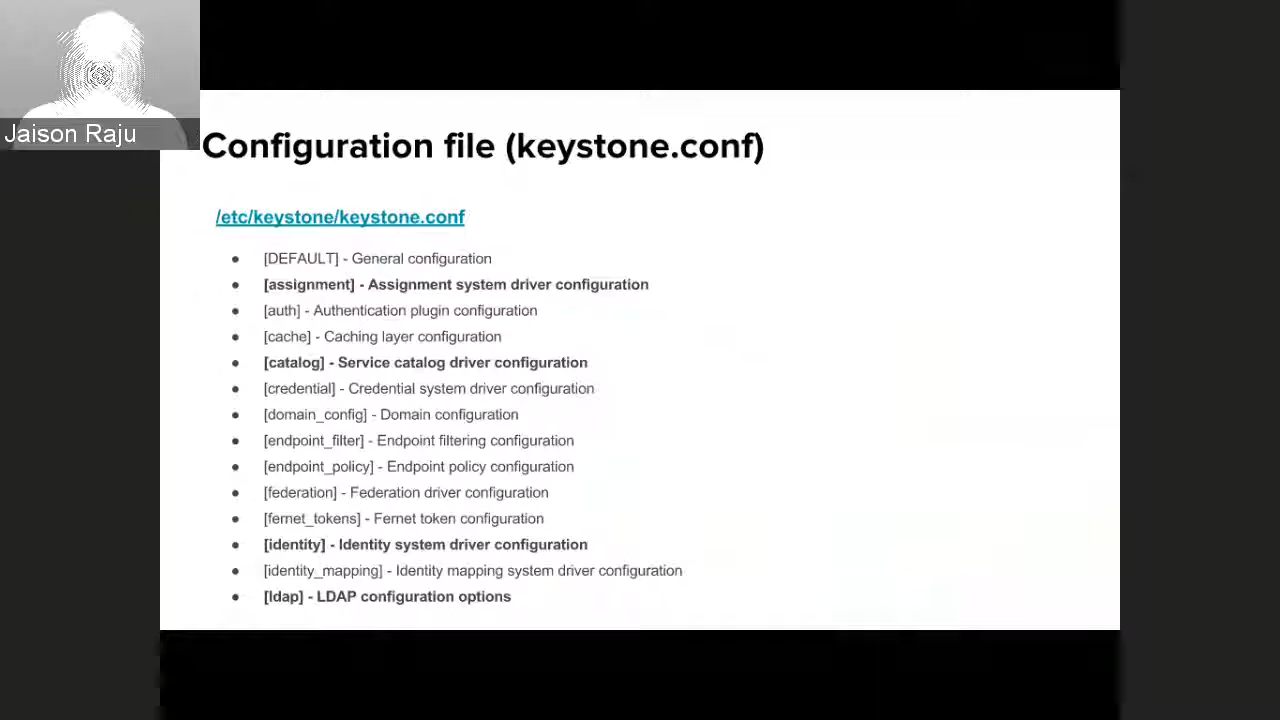 Jaison Raju
Configuration file (keystone.conf)
/etc/keystone/keystone.conf
● [DEFAULT] - General configuration
● [assignment] - Assignment system driver configuration
● [auth] - Authentication plugin configuration
● [cache] - Caching layer configuration
● [catalog] - Service catalog driver configuration
● [credential] - Credential system driver configuration
● [domain_config] - Domain configuration
● [endpoint_filter] - Endpoint filtering configuration
● [endpoint_policy] - Endpoint policy configuration
● [federation] - Federation driver configuration
● [fernet_tokens] - Fernet token configuration
● [identity] - Identity system driver configuration
● [identity_mapping] - Identity mapping system driver configuration
● [ldap] - LDAP configuration options